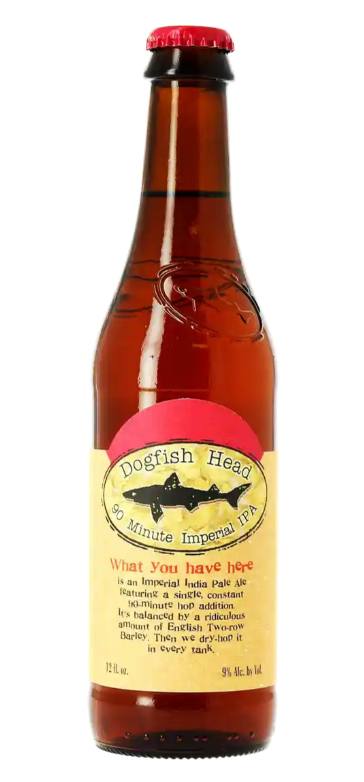 Dogfish Head
90 Minute Imperial IPA
What you have here
is an Imperial India Pale Ale
featuring a single, constant
90-minute hop addition.
It's balanced by a ridiculous
amount of English Two-row
Barley. Then we dry-hop it
in every tank.
12 fl. oz.
9% Alc. by Vol.